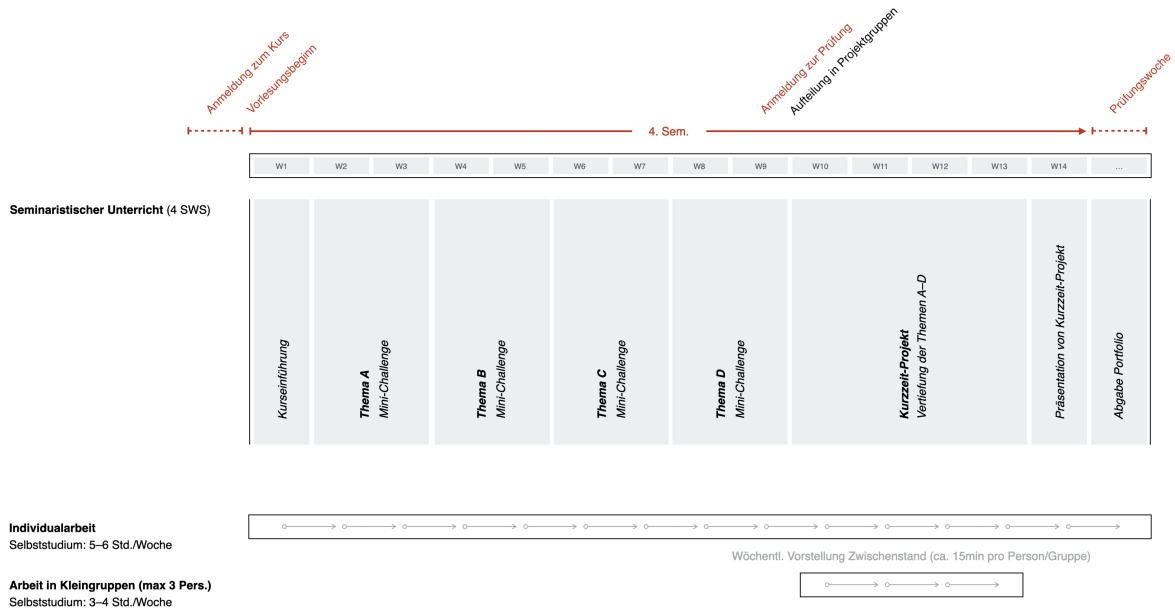 Anmeldung zum Kurs
Vorlesungsbeginn
Anmeldung zur Prüfung
Aufteilung in Projektgruppen
Prüfungswoche
4. Sem.
W1 W2 W3 W4 W5 W6 W7 W8 W9 W10 W11 W12 W13 W14 ...
Seminaristischer Unterricht (4 SWS)
Kurseinführung
Thema A
Mini-Challenge
Thema B
Mini-Challenge
Thema C
Mini-Challenge
Thema D
Mini-Challenge
Kurzzeit-Projekt
Vertiefung der Themen A–D
Präsentation von Kurzzeit-Projekt
Abgabe Portfolio
Individualarbeit
Selbststudium: 5–6 Std./Woche
Wöchentl. Vorstellung Zwischenstand (ca. 15min pro Person/Gruppe)
Arbeit in Kleingruppen (max 3 Pers.)
Selbststudium: 3–4 Std./Woche